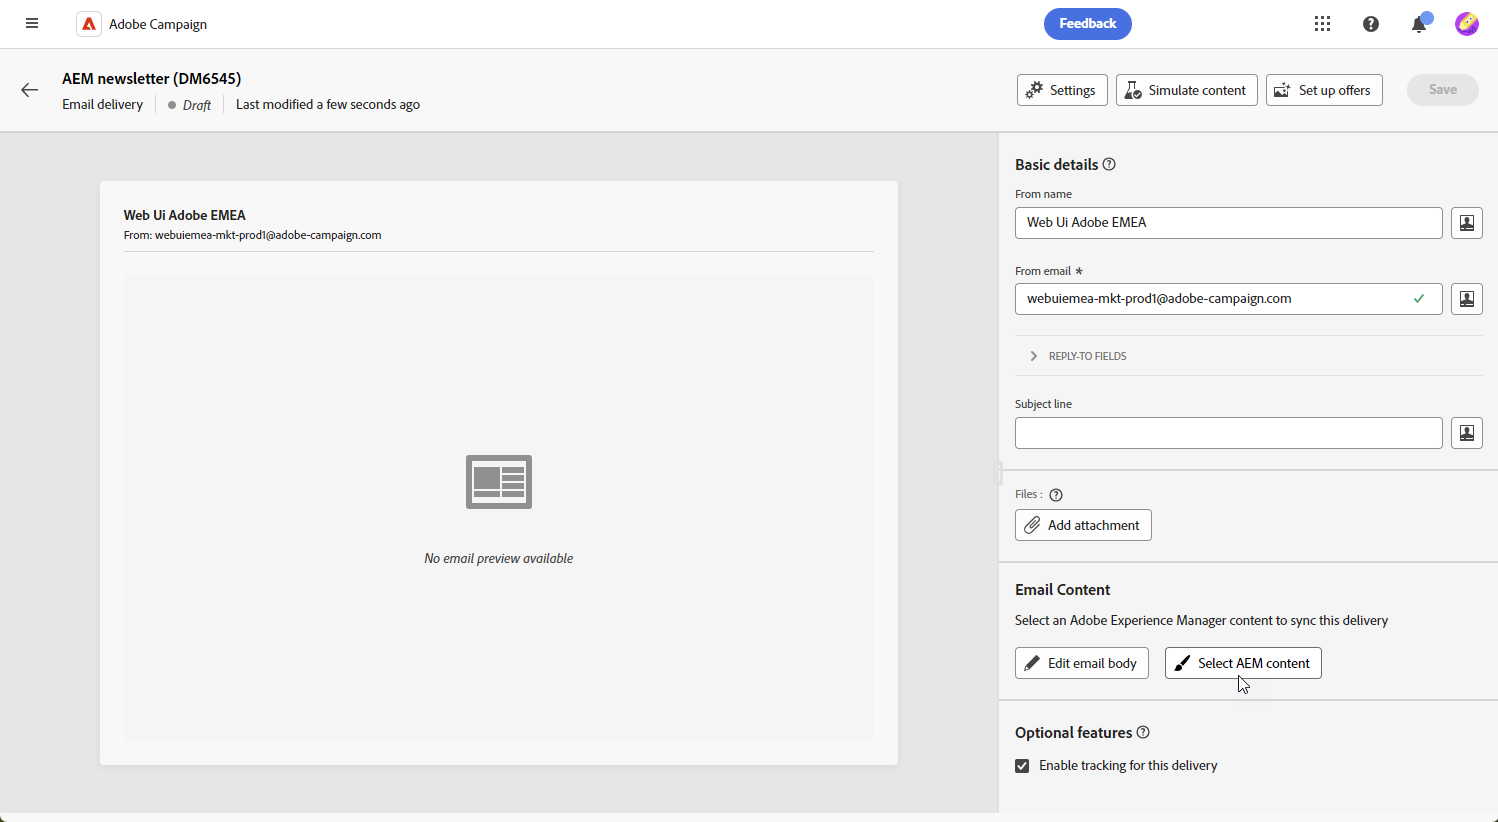 Adobe Campaign
Feedback
AEM newsletter (DM6545)
Email delivery
Draft
Last modified a few seconds ago
Settings
Simulate content
Set up offers
Save
Web Ui Adobe EMEA
From: webuiemea-mkt-prod1@adobe-campaign.com
No email preview available
Basic details
From name
Web Ui Adobe EMEA
From email *
webuiemea-mkt-prod1@adobe-campaign.com
REPLY-TO FIELDS
Subject line
Files :
Add attachment
Email Content
Select an Adobe Experience Manager content to sync this delivery
Edit email body
Select AEM content
Optional features
Enable tracking for this delivery